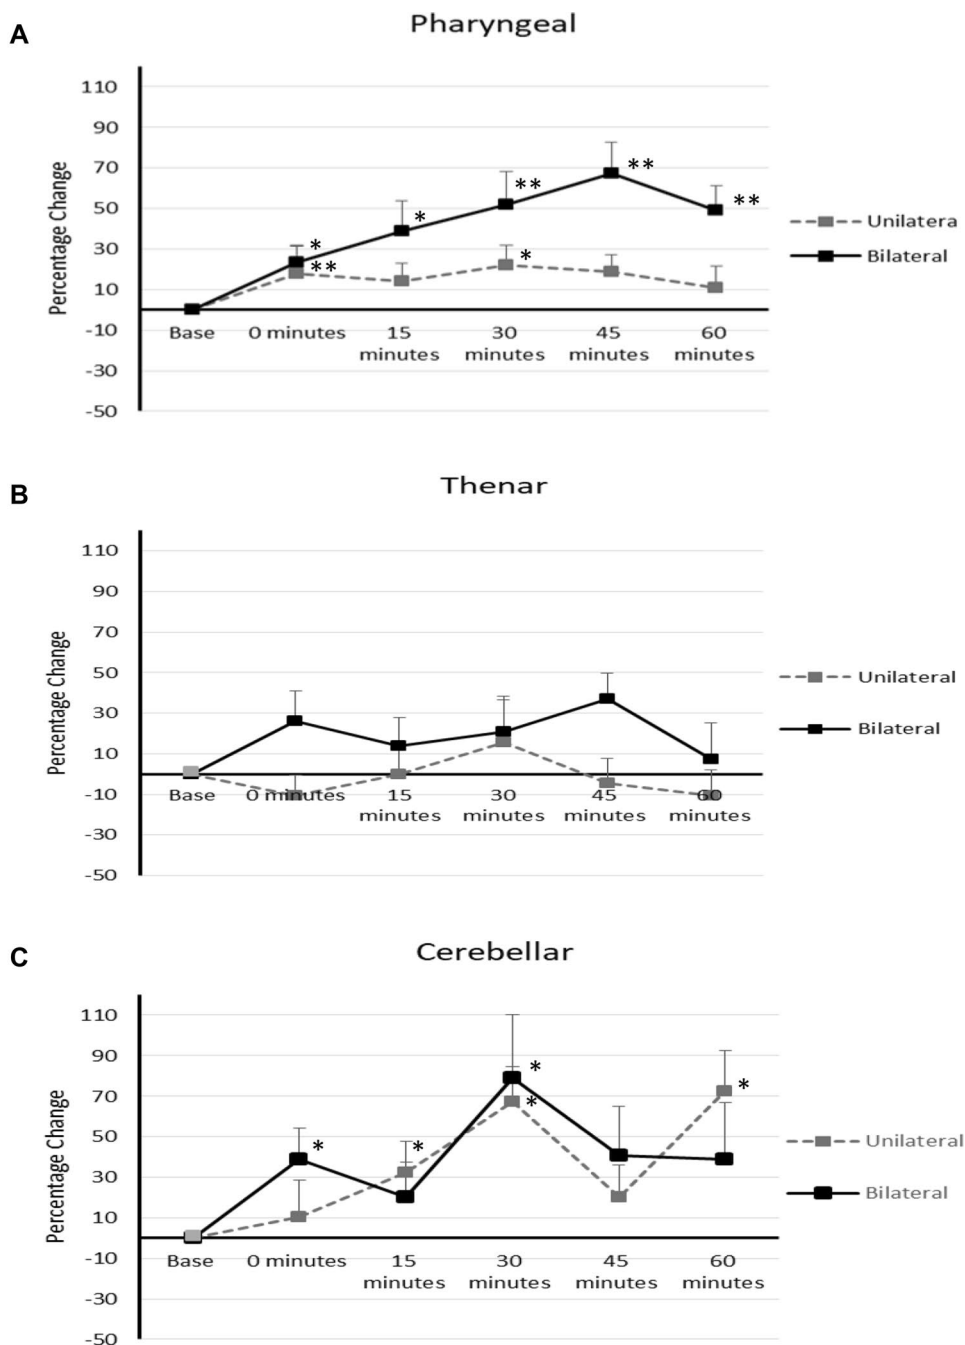 A
Pharyngeal
Percentage Change
110
90
70
50
30
10
-10
-30
-50
* ** * ** * ** **
Base 0 minutes 15 minutes 30 minutes 45 minutes 60 minutes
Unilatera
Bilateral
B
Thenar
Percentage Change
110
90
70
50
30
10
-10
-30
-50
Base 0 minutes 15 minutes 30 minutes 45 minutes 60 minutes
Unilateral
Bilateral
C
Cerebellar
Percentage Change
110
90
70
50
30
10
-10
-30
-50
* * * * *
Base 0 minutes 15 minutes 30 minutes 45 minutes 60 minutes
Unilateral
Bilateral